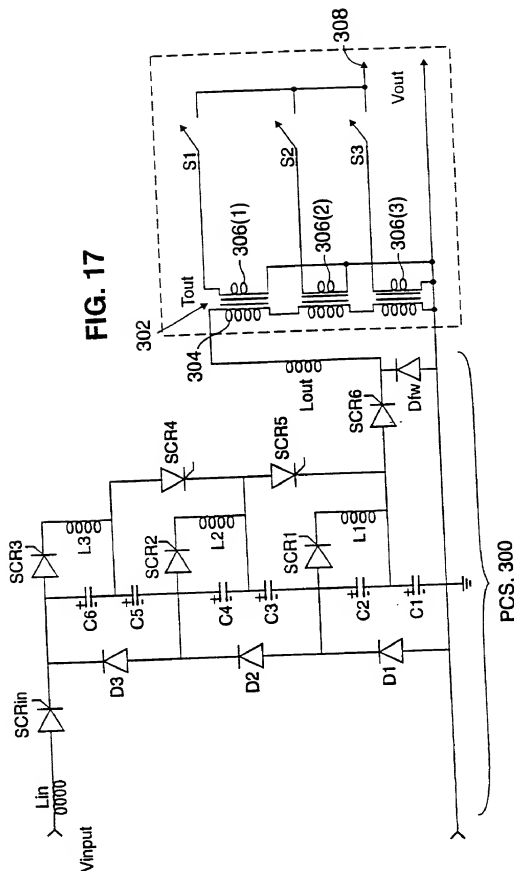 FIG. 17
Vinput
Lin
SCRin
D3
D2
D1
C6
C5
C4
C3
C2
C1
SCR3
L3
SCR2
L2
SCR1
L1
SCR4
SCR5
SCR6
Dfw
Lout
302
304
Tout
306(1)
306(2)
306(3)
S1
S2
S3
308
Vout
PCS. 300
+
+
+
+
+
+